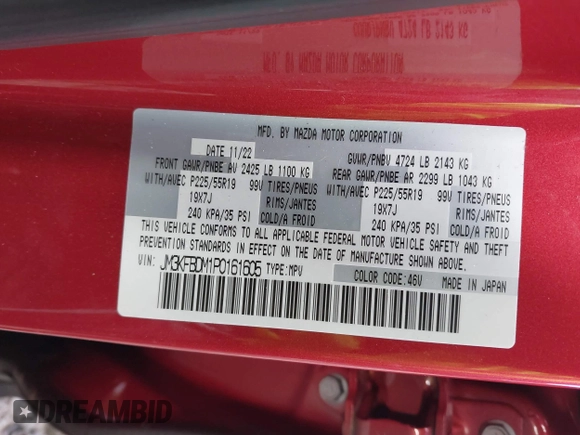 MFD. BY MAZDA MOTOR CORPORATION
DATE 11/22 GVWR/PNBV 4724 LB 2143 KG
FRONT GAWR/PNBE AV 2425 LB 1100 KG REAR GAWR/PNBE AR 2299 LB 1043 KG
WITH/AVEC P225/55R19 99V TIRES/PNEUS WITH/AVEC P225/55R19 99V TIRES/PNEUS
19X7J RIMS/JANTES 19X7J RIMS/JANTES
240 KPA/35 PSI COLD/A FROID 240 KPA/35 PSI COLD/A FROID
THIS VEHICLE CONFORMS TO ALL APPLICABLE FEDERAL MOTOR VEHICLE SAFETY AND THEFT
PREVENTION STANDARDS IN EFFECT ON THE DATE OF MANUFACTURE SHOWN ABOVE.
VIN: JM3KFBDM1P0161605 TYPE: MPV
COLOR CODE: 46V MADE IN JAPAN
DREAMBID